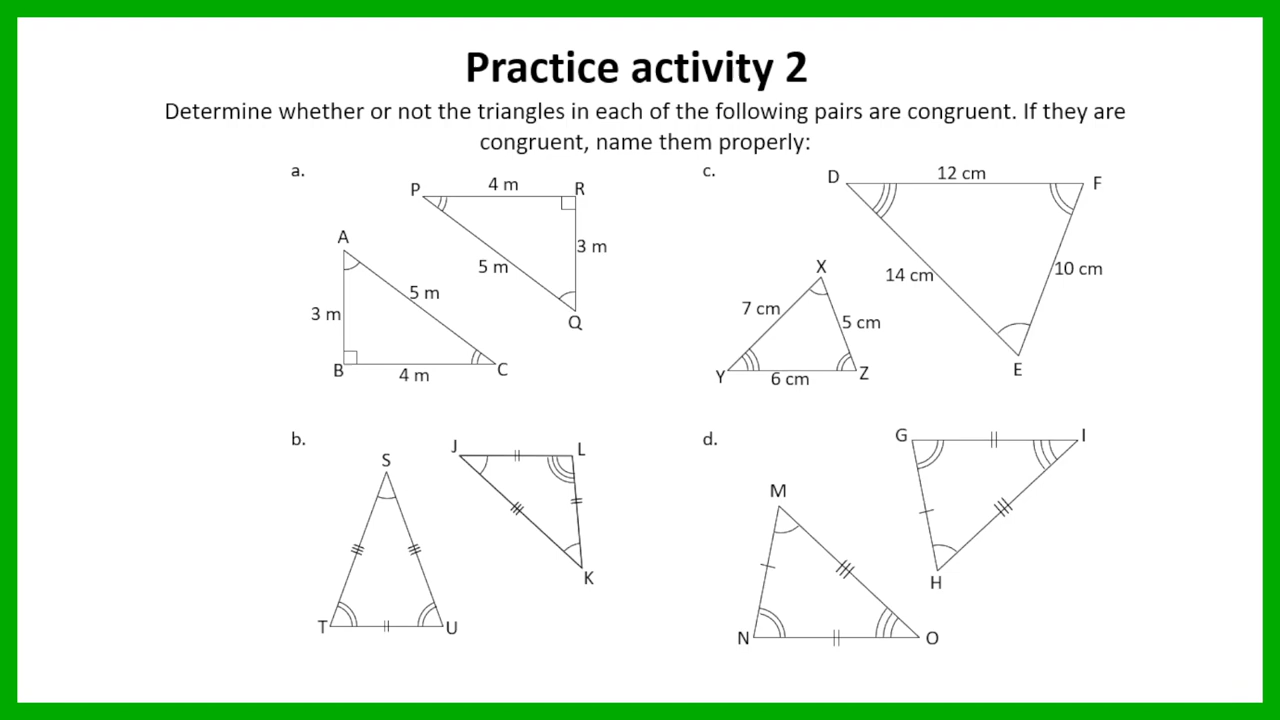 Practice activity 2
Determine whether or not the triangles in each of the following pairs are congruent. If they are
congruent, name them properly:
a.
P
4 m
R
3 m
5 m
Q
A
5 m
3 m
B
4 m
C
c.
D
12 cm
F
14 cm
10 cm
E
X
7 cm
5 cm
Y
6 cm
Z
b.
S
T
U
J
L
K
d.
M
N
O
G
I
H